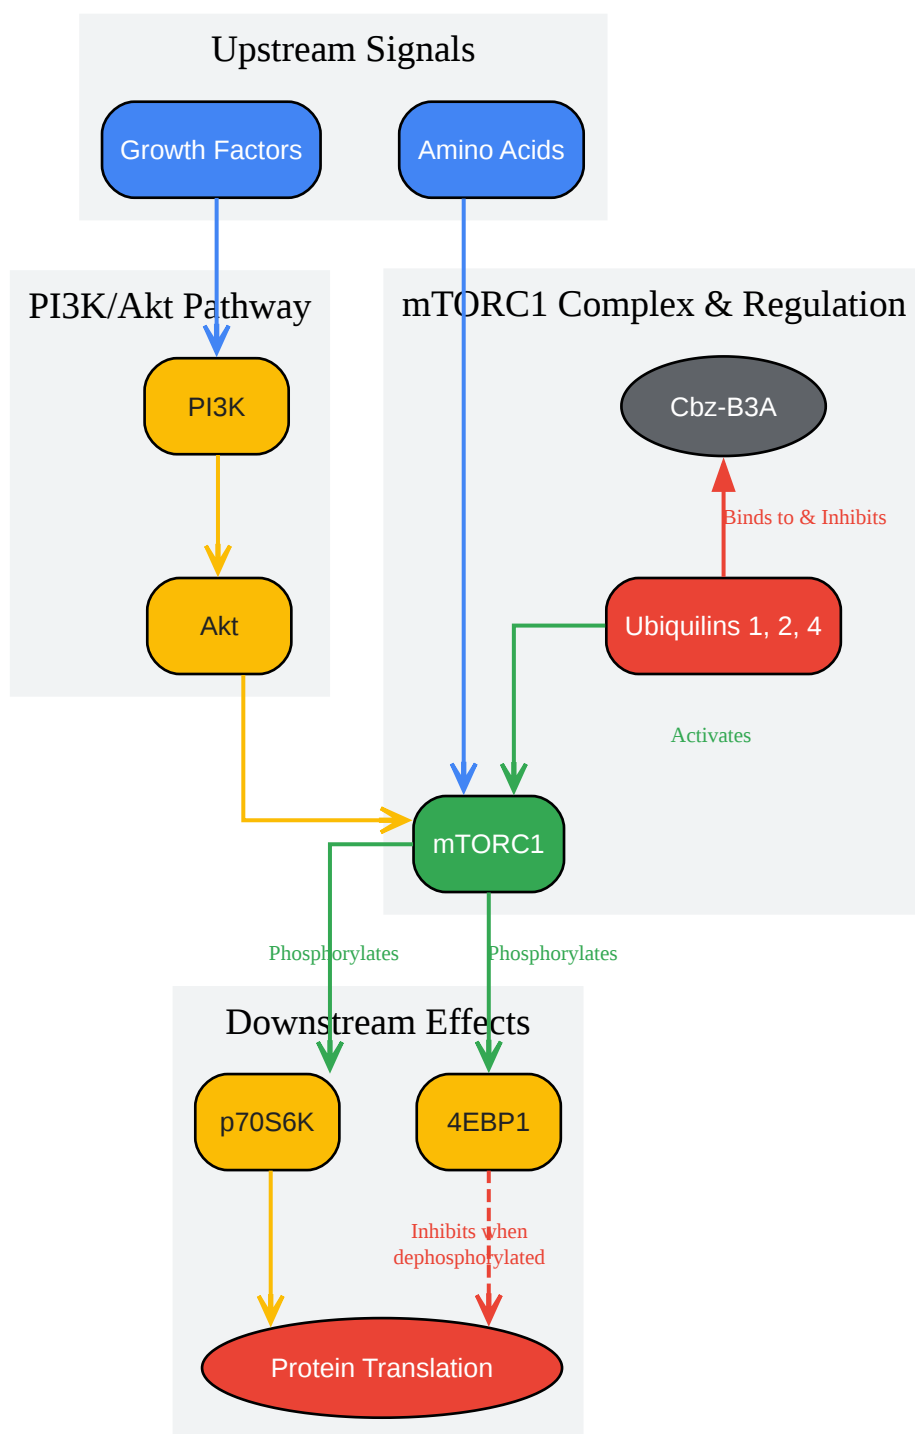 Upstream Signals
Growth Factors
Amino Acids
PI3K/Akt Pathway
mTORC1 Complex & Regulation
PI3K
Cbz-B3A
Binds to & Inhibits
Akt
Ubiquilins 1, 2, 4
Activates
mTORC1
Phosphorylates
Phosphorylates
Downstream Effects
p70S6K
4EBP1
Inhibits when
dephosphorylated
Protein Translation